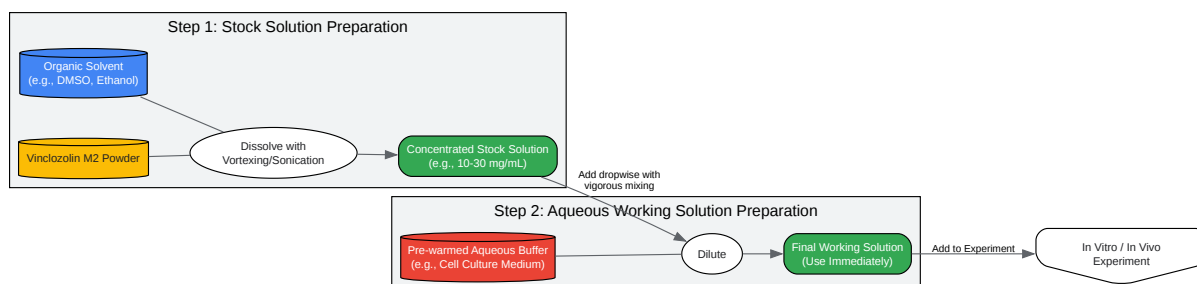 Step 1: Stock Solution Preparation
Organic Solvent
(e.g., DMSO, Ethanol)
Vinclozolin M2 Powder
Dissolve with
Vortexing/Sonication
Concentrated Stock Solution
(e.g., 10-30 mg/mL)
Add dropwise with
vigorous mixing
Step 2: Aqueous Working Solution Preparation
Pre-warmed Aqueous Buffer
(e.g., Cell Culture Medium)
Dilute
Final Working Solution
(Use Immediately)
Add to Experiment
In Vitro / In Vivo
Experiment